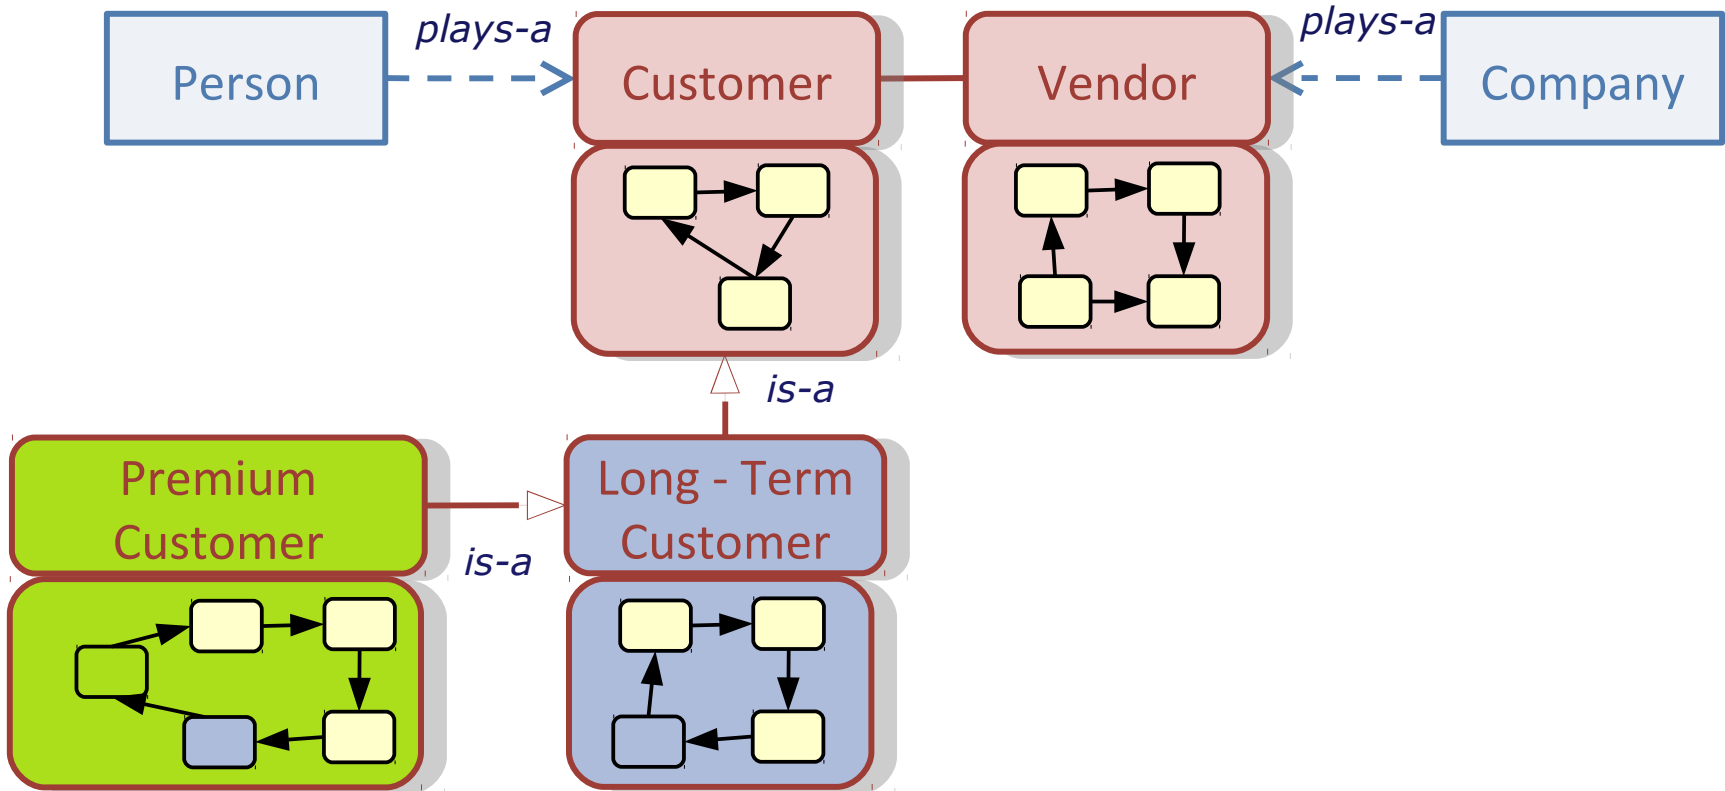 plays-a
plays-a
Person
Customer
Vendor
Company
is-a
Premium
Customer
Long - Term
Customer
is-a